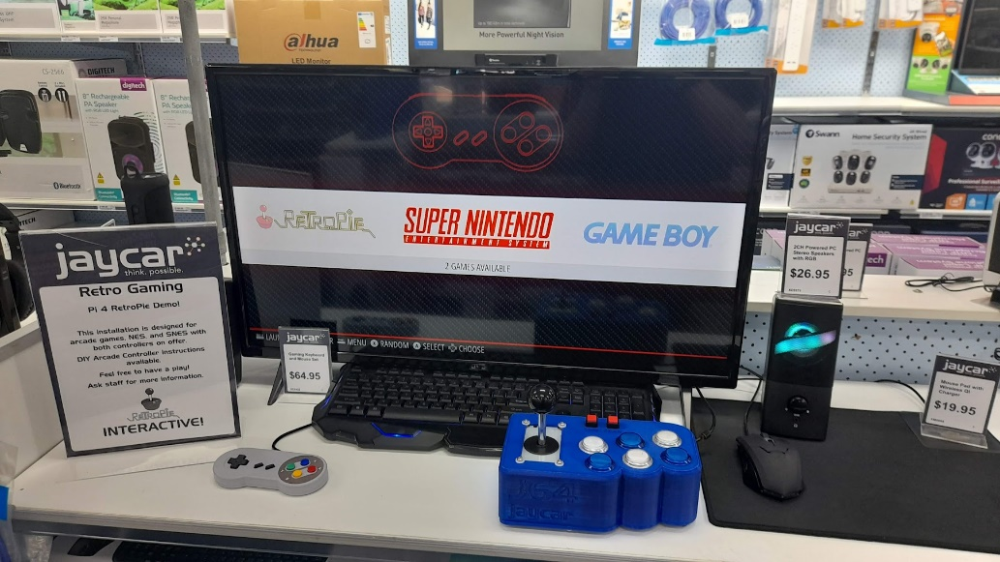 alhua
LED Monitor
More Powerful Night Vision
CS-2566
DIGITECH
digitech
8" Rechargeable
PA Speaker
Bluetooth
Swann
Home Security System
RETROPIE
SUPER NINTENDO
ENTERTAINMENT SYSTEM
GAME BOY
2 GAMES AVAILABLE
MENU
RANDOM
SELECT
CHOOSE
jaycar
think. possible.
Retro Gaming
Pi 4 RetroPie Demo!
This installation is designed for
arcade games, NES, and SNES with
both controllers on offer.
DIY Arcade Controller instructions
available.
Feel free to have a play!
Ask staff for more information.
RETROPIE
INTERACTIVE!
jaycar
Gaming Keyboard
and Mouse Set
$64.95
jaycar
2CH Powered PC
Stereo Speakers
with RGB
$26.95
95
jaycar
Mouse Pad with
Wireless Qi
Charger
$19.95
jaycar